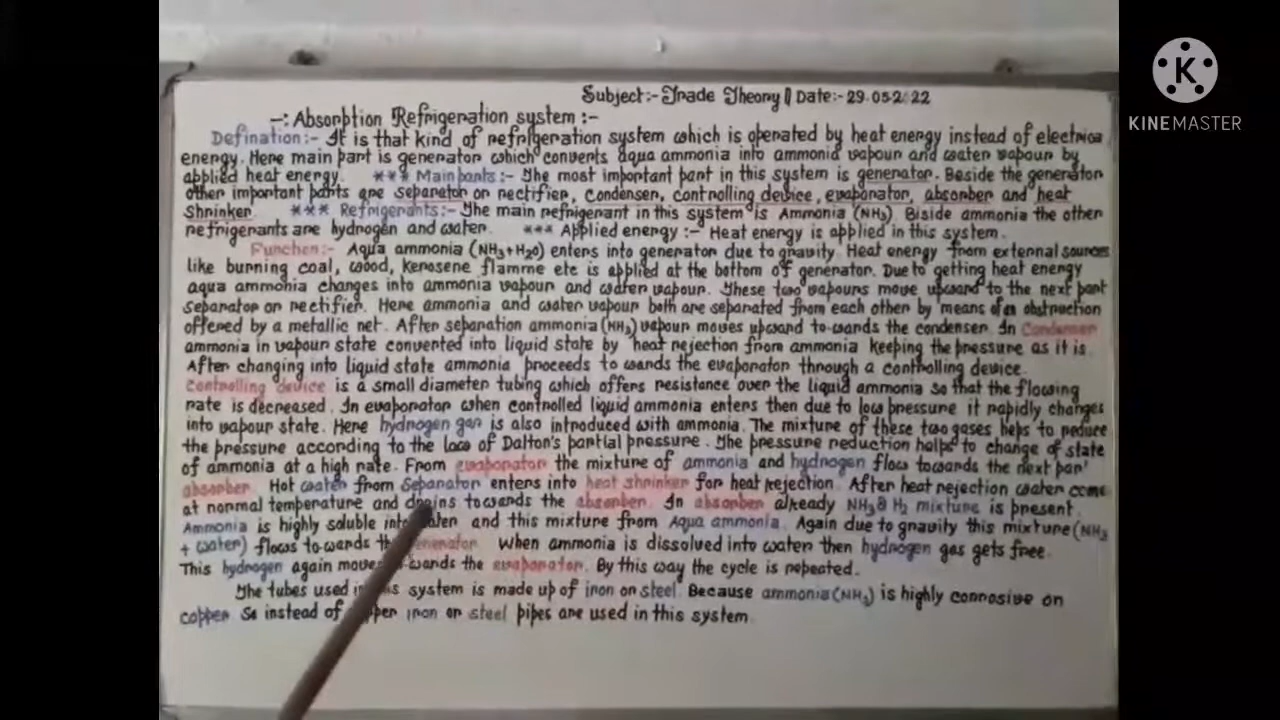 Subject:- Trade Theory Date:- 29.05.2022
-: Absorption Refrigeration system :-
Defination:- It is that kind of refrigeration system which is operated by heat energy instead of electrica
energy. Here main part is generator which converts aqua ammonia into ammonia vapour and water vapour by
applied heat energy. *** Main parts:- The most important part in this system is generator. Beside the generator
other important parts are separator or rectifier, condenser, controlling device, evaporator, absorber and heat
Shrinker. *** Refrigerants:- The main refrigerant in this system is Ammonia (NH3). Biside ammonia the other
refrigerants are hydrogen and water. *** Applied energy:- Heat energy is applied in this system.
Function:- Aqua ammonia (NH3+H2O) enters into generator due to gravity. Heat energy from external sources
like burning coal, wood, kerosene flamme etc is applied at the bottom of generator. Due to getting heat energy
aqua ammonia changes into ammonia vapour and water vapour. These two vapours move upward to the next part
Separator or rectifier. Here ammonia and water vapour both are separated from each other by means of an obstruction
offered by a metallic net. After separation ammonia (NH3) vapour moves upward to-wards the condenser. In Condenser
ammonia in vapour state converted into liquid state by heat rejection from ammonia keeping the pressure as it is.
After changing into liquid state ammonia proceeds to wards the evaporator through a controlling device.
Controlling device is a small diameter tubing which offers resistance over the liquid ammonia so that the flowing
rate is decreased. In evaporator when controlled liquid ammonia enters then due to low pressure it rapidly changes
into vapour state. Here hydrogen gas is also introduced with ammonia. The mixture of these two gases heps to reduce
the pressure according to the law of Dalton's partial pressure. The pressure reduction helps to change of state
of ammonia at a high rate. From evaporator the mixture of ammonia and hydrogen flow towards the next par
absorber. Hot water from Separator enters into heat shrinker for heat rejection. After heat rejection water come
at normal temperature and drains towards the absorber. In absorber already NH3 & H2 mixture is present.
Ammonia is highly soluble into water and this mixture from Aqua ammonia. Again due to gravity this mixture (NH3
+ water) flows to wards the generator. When ammonia is dissolved into water then hydrogen gas gets free.
This hydrogen again moves to wards the evaporator. By this way the cycle is repeated.
The tubes used in this system is made up of iron or steel. Because ammonia (NH3) is highly corrosive on
copper. So instead of copper iron or steel pipes are used in this system.
KINEMASTER